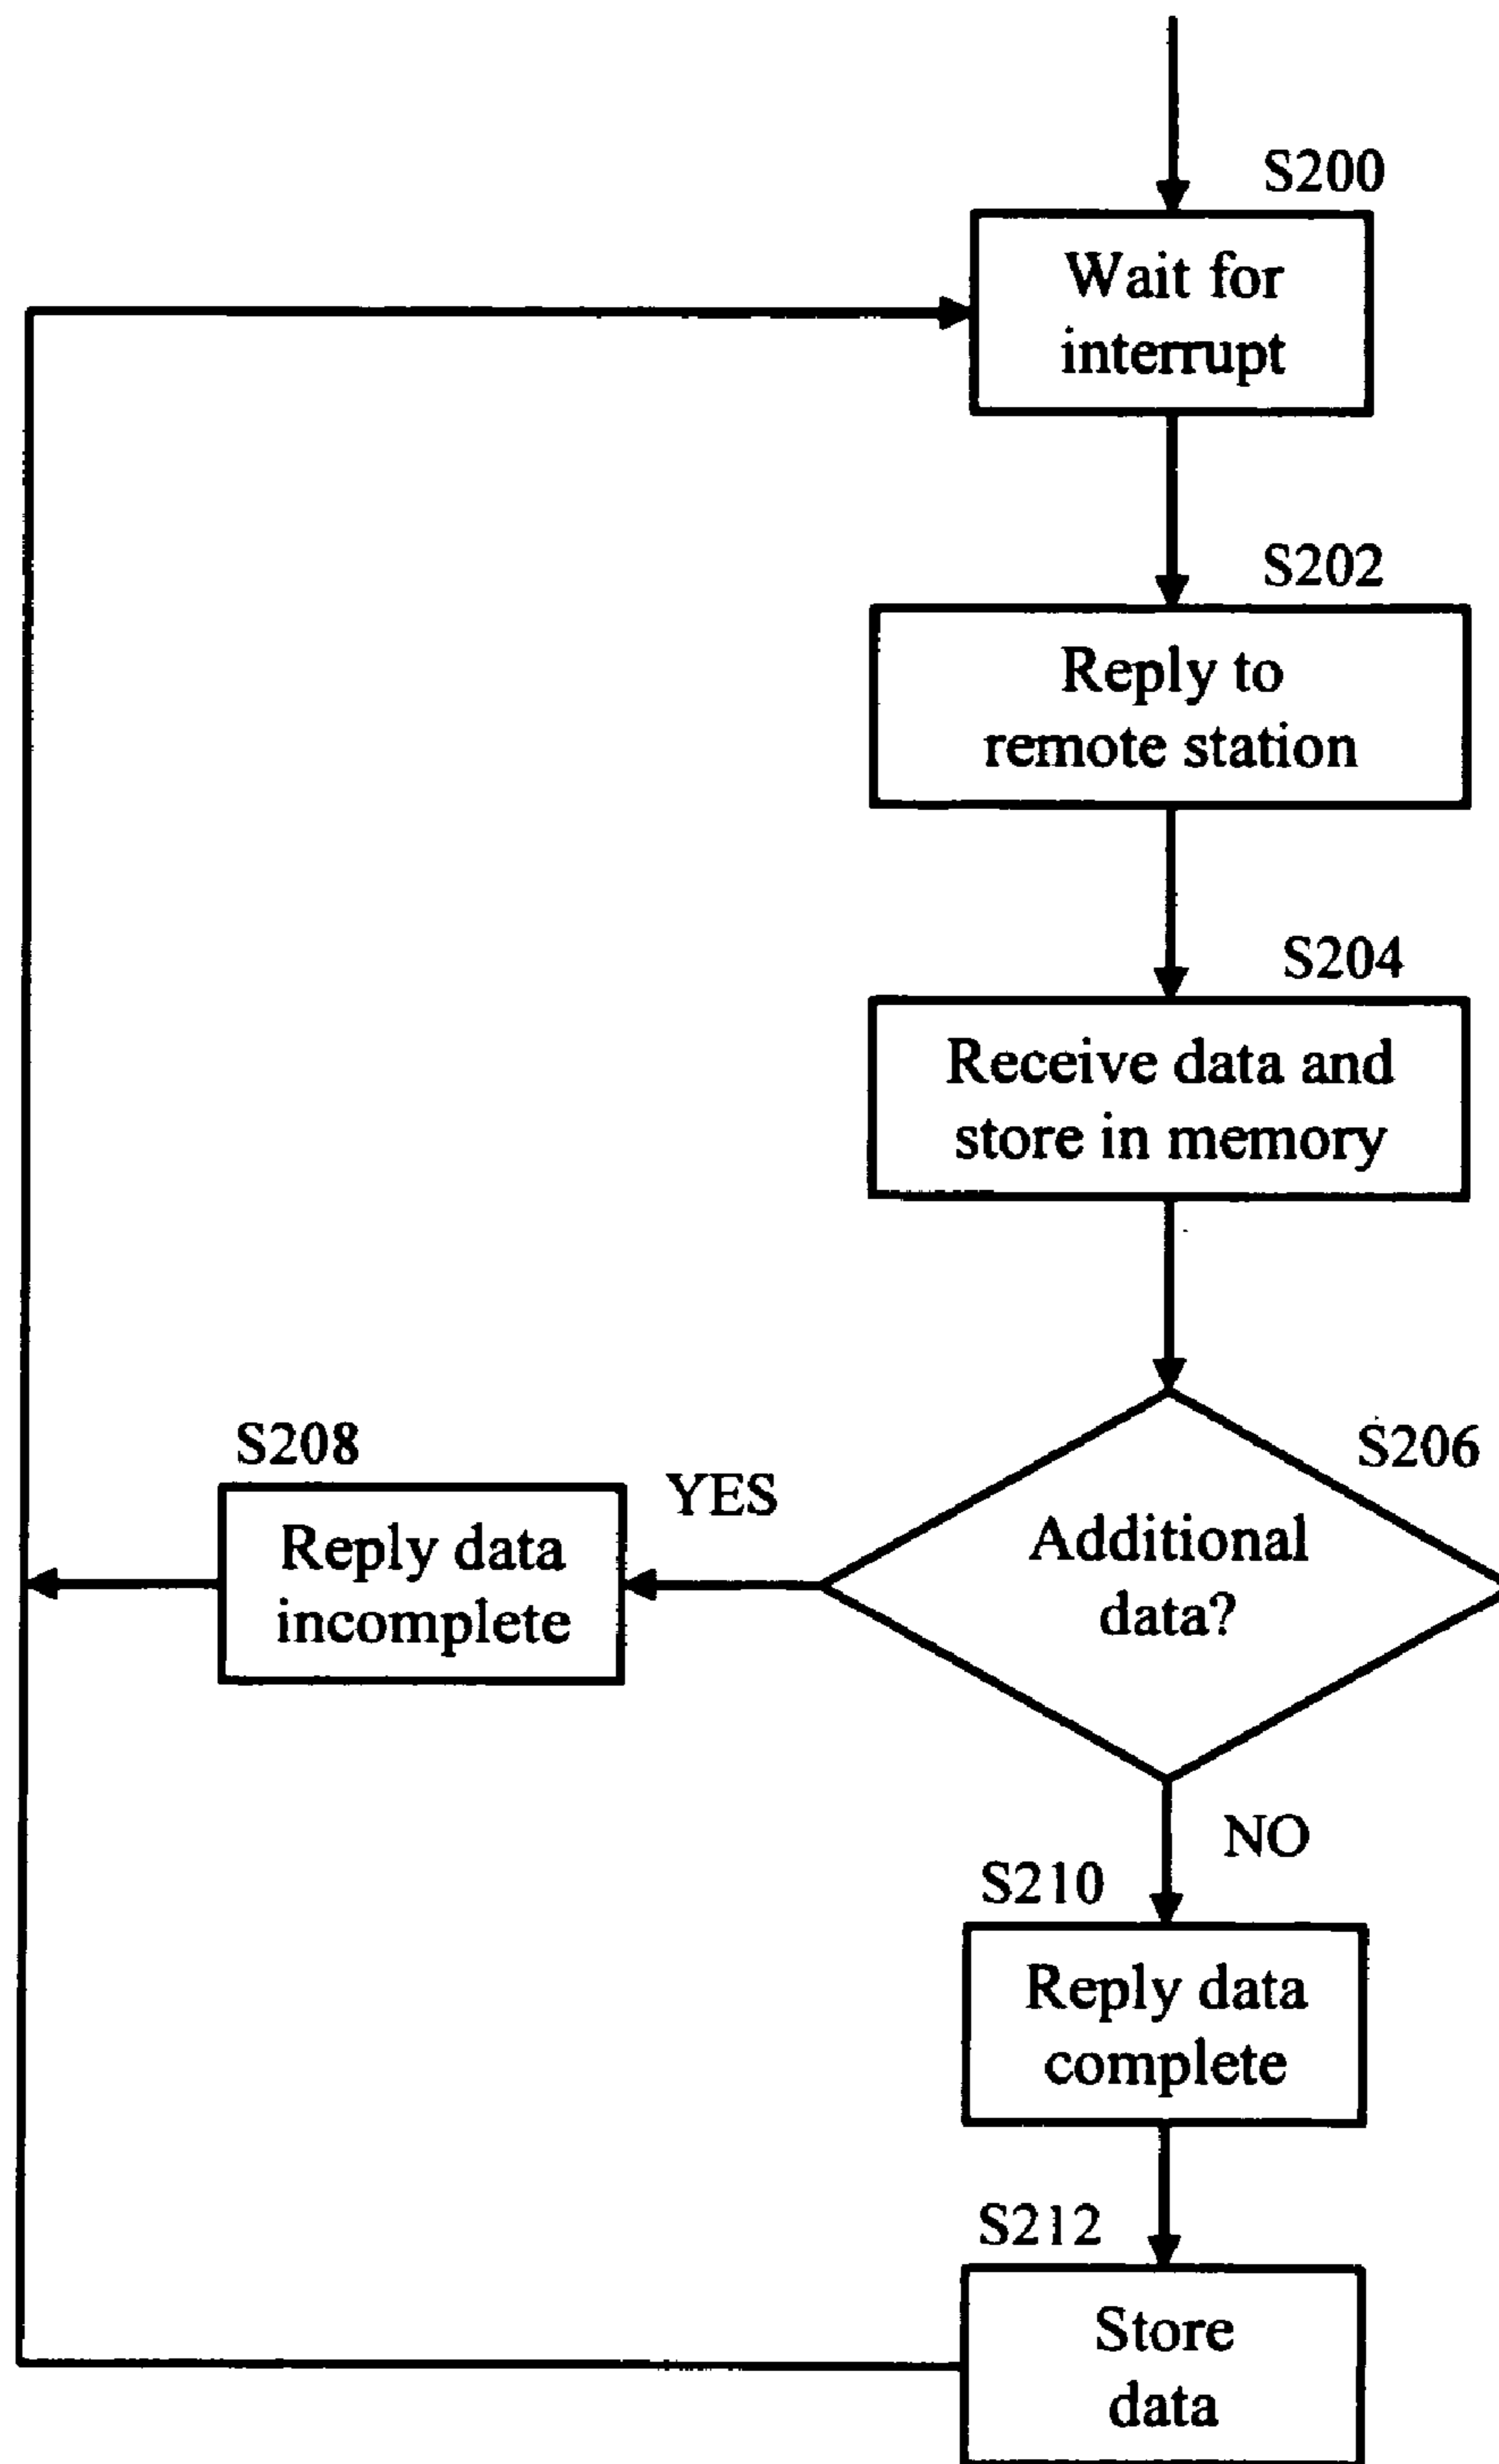 S200
Wait for
interrupt
S202
Reply to
remote station
S204
Receive data and
store in memory
S206
Additional
data?
YES
S208
Reply data
incomplete
NO
S210
Reply data
complete
S212
Store
data